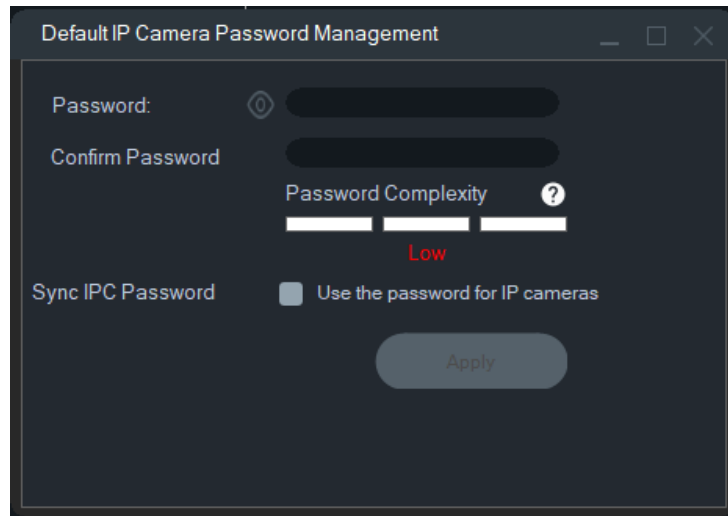 Default IP Camera Password Management
Password:
Confirm Password
Password Complexity ?
Low
Sync IPC Password Use the password for IP cameras
Apply